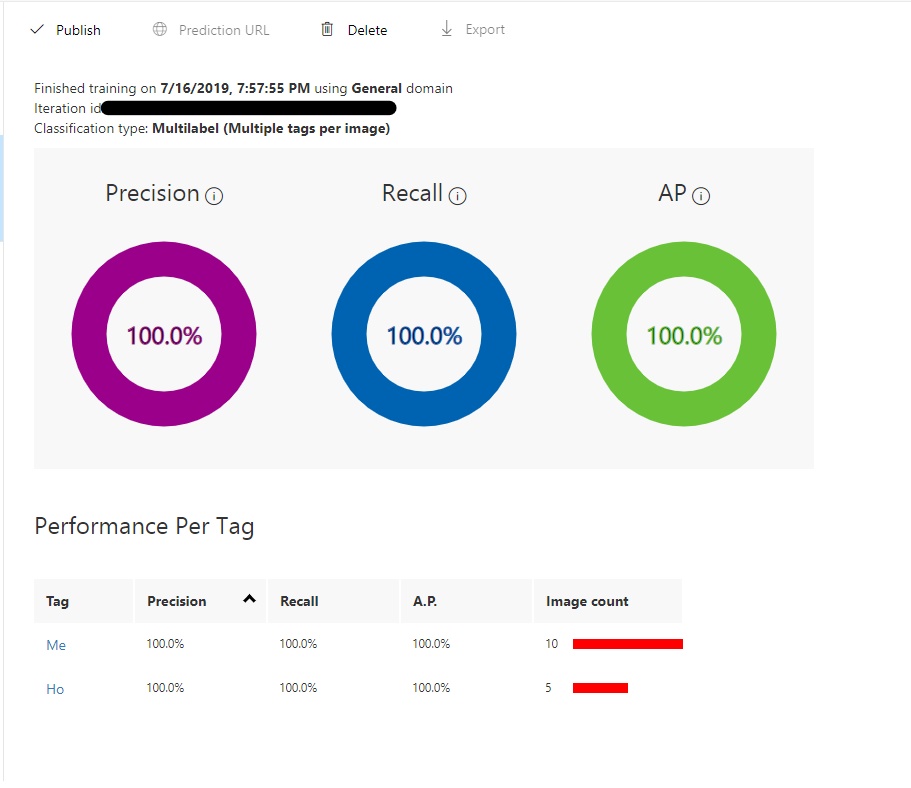 Publish Prediction URL Delete Export
Finished training on 7/16/2019, 7:57:55 PM using General domain
Iteration id
Classification type: Multilabel (Multiple tags per image)
Precision Recall AP
100.0% 100.0% 100.0%
Performance Per Tag
Tag Precision Recall A.P. Image count
Me 100.0% 100.0% 100.0% 10
Ho 100.0% 100.0% 100.0% 5